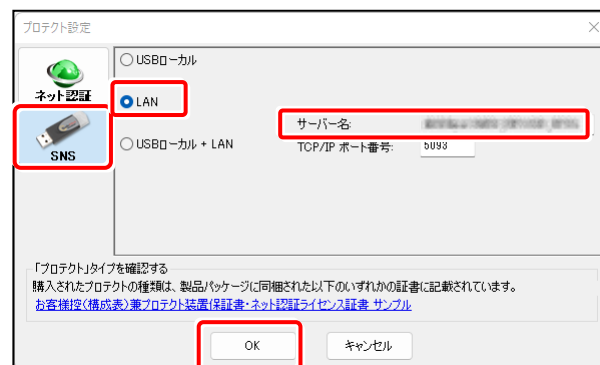 プロテクト設定
ネット認証
SNS
USBローカル
LAN
USBローカル + LAN
サーバー名:
TCP/IP ポート番号:
5093
「プロテクト」タイプを確認する
購入されたプロテクトの種類は、製品パッケージに同梱された以下のいずれかの証書に記載されています。
お客様控(構成表)兼プロテクト装置保証書・ネット認証ライセンス証書 サンプル
OK
キャンセル